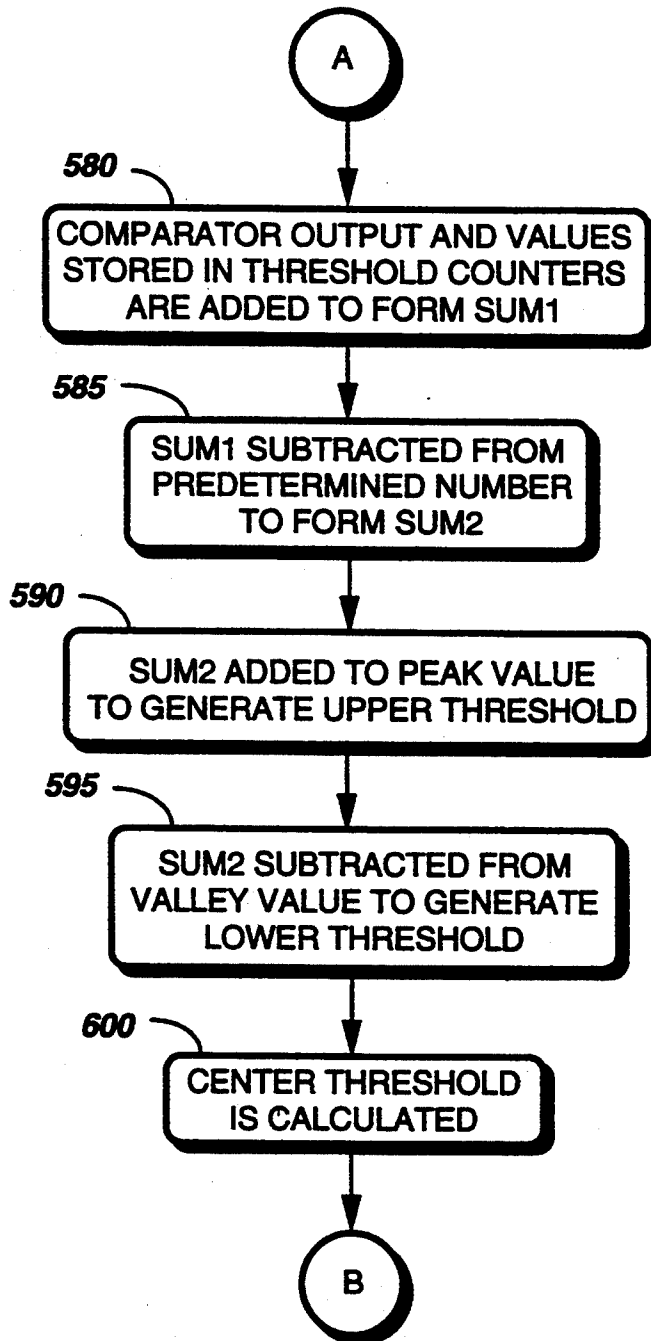 A
580
COMPARATOR OUTPUT AND VALUES
STORED IN THRESHOLD COUNTERS
ARE ADDED TO FORM SUM1
585
SUM1 SUBTRACTED FROM
PREDETERMINED NUMBER
TO FORM SUM2
590
SUM2 ADDED TO PEAK VALUE
TO GENERATE UPPER THRESHOLD
595
SUM2 SUBTRACTED FROM
VALLEY VALUE TO GENERATE
LOWER THRESHOLD
600
CENTER THRESHOLD
IS CALCULATED
B